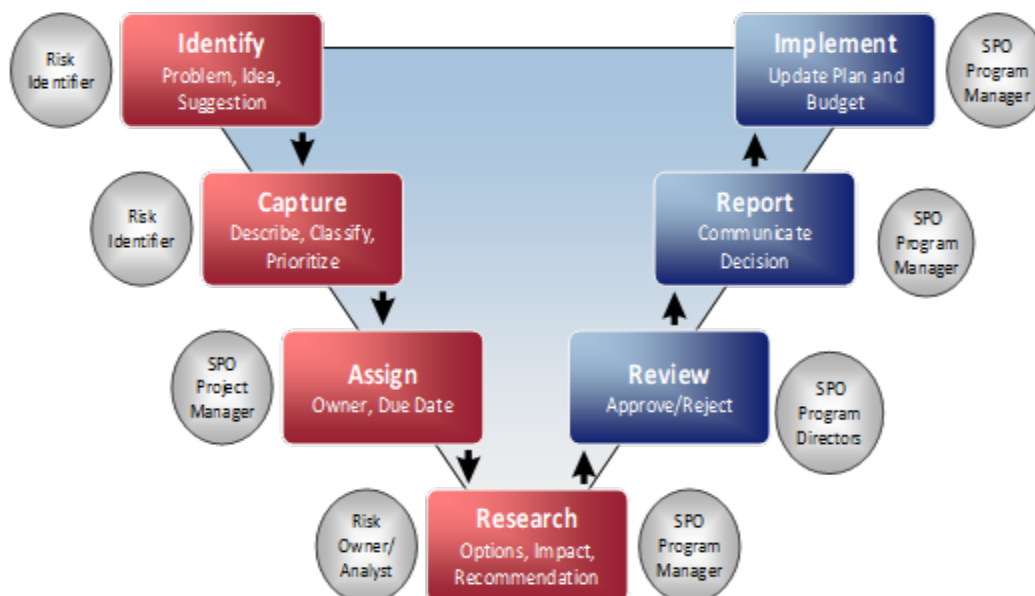 Risk
Identifier
Identify
Problem, Idea,
Suggestion
Implement
Update Plan and
Budget
SPO
Program
Manager
Risk
Identifier
Capture
Describe, Classify,
Prioritize
Report
Communicate
Decision
SPO
Program
Manager
SPO
Project
Manager
Assign
Owner, Due Date
Review
Approve/Reject
SPO
Program
Directors
Risk
Owner/
Analyst
Research
Options, Impact,
Recommendation
SPO
Program
Manager